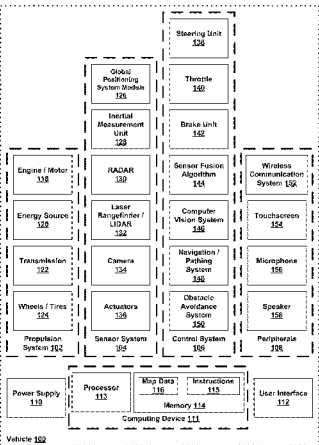 Steering Unit
138
Throttle
140
Brake Unit
142
Sensor Fusion
Algorithm
144
Computer
Vision System
146
Navigation /
Pathing
System
148
Obstacle
Avoidance
System
150
Control System
106
Global
Positioning
System Module
126
Inertial
Measurement
Unit
128
RADAR
130
Laser
Rangefinder /
LIDAR
132
Camera
134
Actuators
136
Sensor System
104
Engine / Motor
118
Energy Source
120
Transmission
122
Wheels / Tires
124
Propulsion
System 102
Wireless
Communication
System 152
Touchscreen
154
Microphone
156
Speaker
158
Peripherals
108
Power Supply
110
Processor
113
Map Data
116
Instructions
115
Memory 114
Computing Device 111
User Interface
112
Vehicle 100